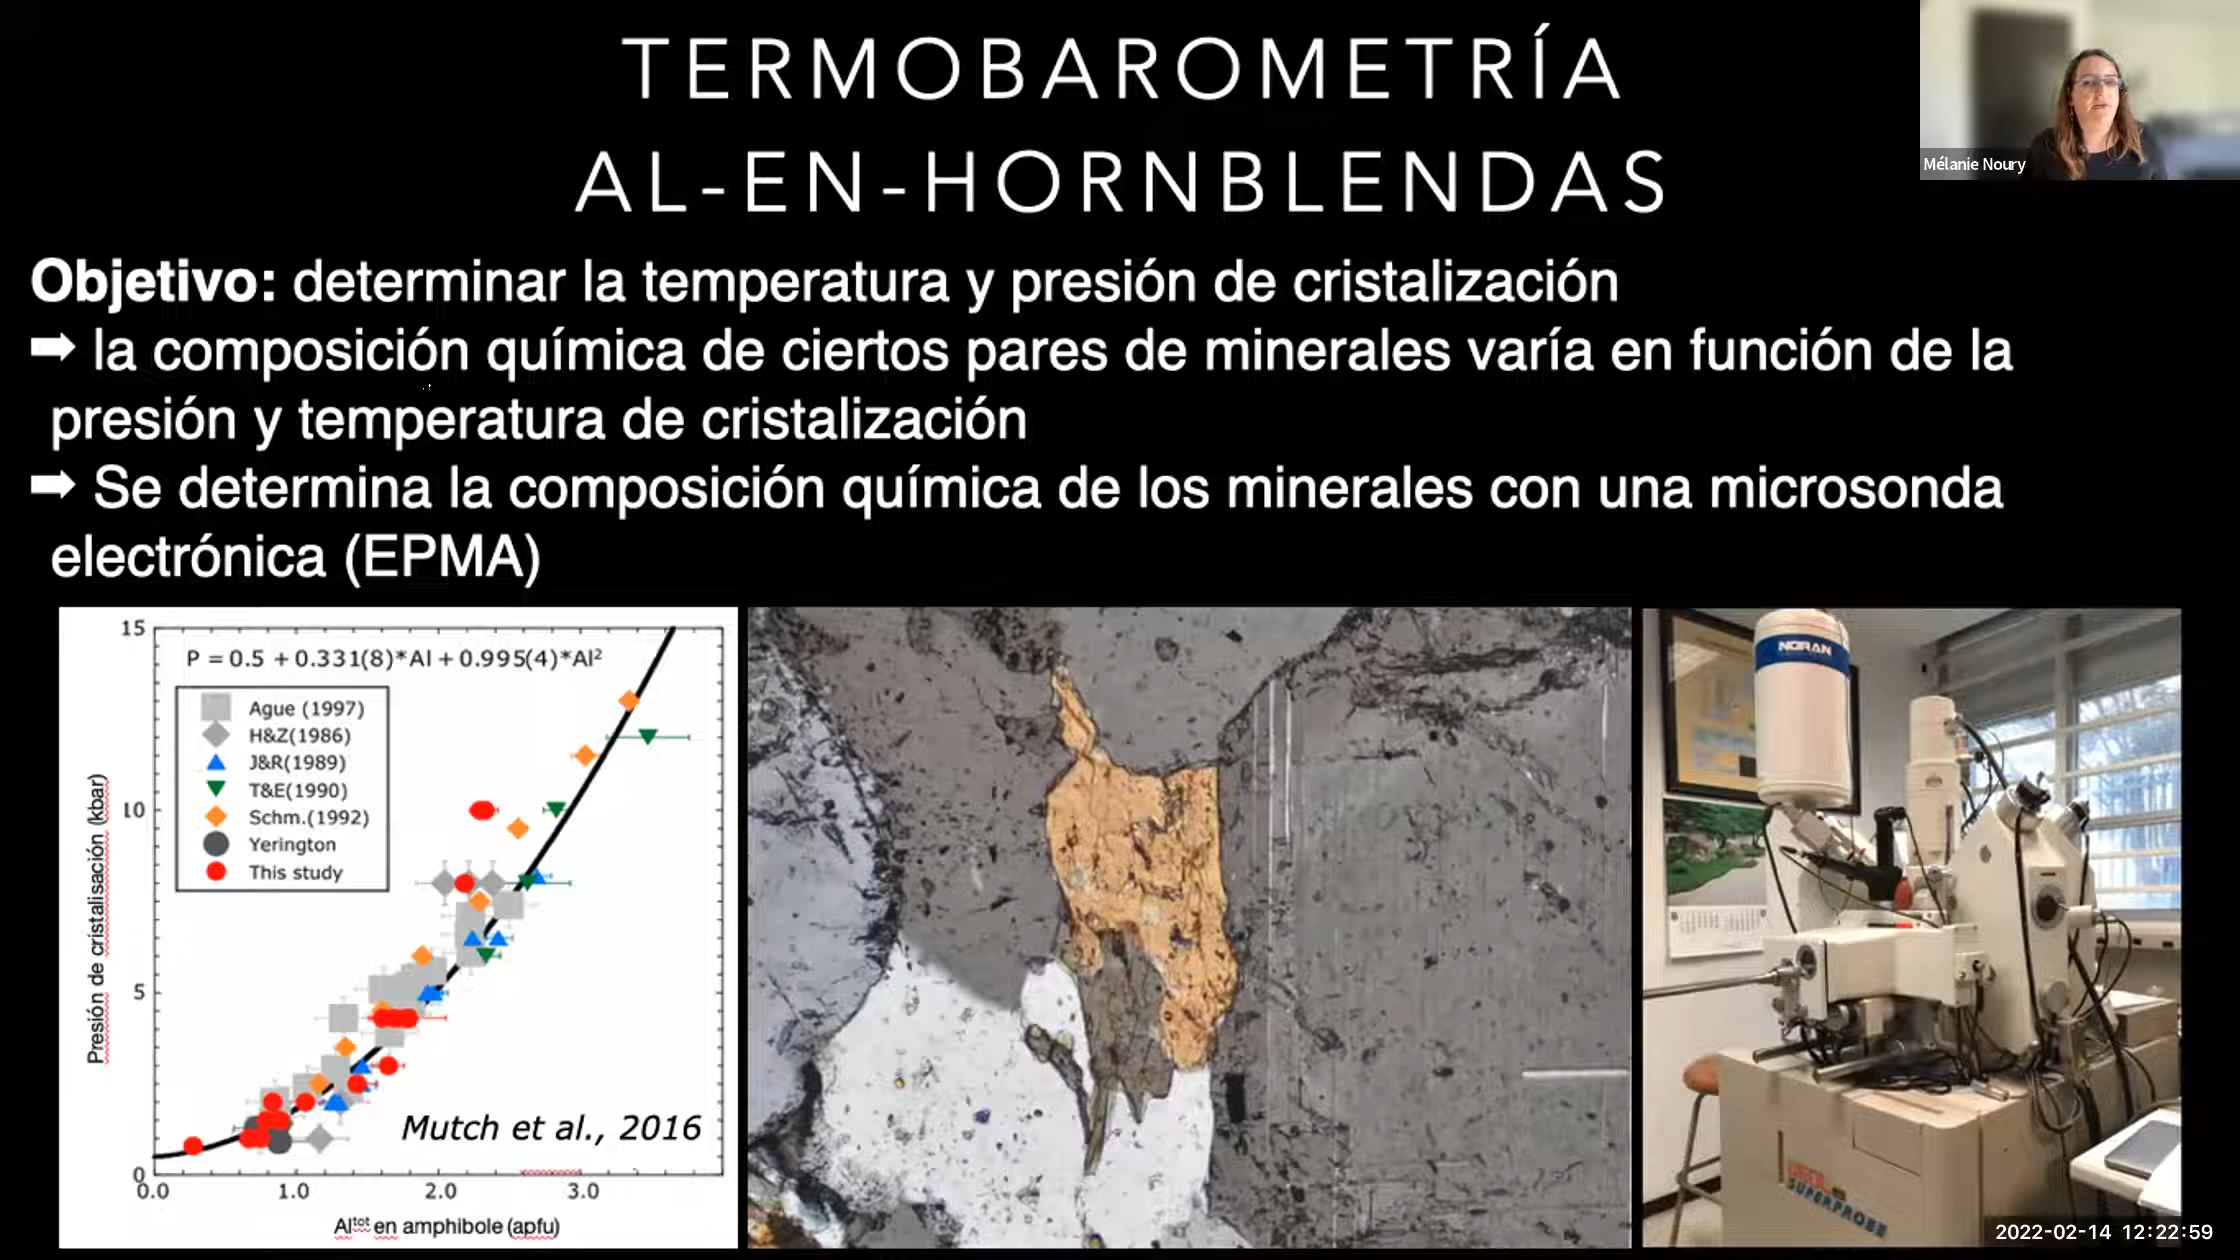 TERMOBAROMETRÍA
AL-EN-HORNBLENDAS
Mélanie Noury
Objetivo: determinar la temperatura y presión de cristalización
➡ la composición química de ciertos pares de minerales varía en función de la
presión y temperatura de cristalización
➡ Se determina la composición química de los minerales con una microsonda
electrónica (EPMA)
15
P = 0.5 + 0.331(8)*Al + 0.995(4)*Al²
Ague (1997)
H&Z(1986)
J&R(1989)
T&E(1990)
Schm.(1992)
Yerington
This study
10
5
0
Presión de cristalisación (kbar)
Mutch et al., 2016
0.0 1.0 2.0 3.0
Alᵗᵒᵗ en amphibole (apfu)
NORAN
SUPERPROBE
2022-02-14 12:22:59